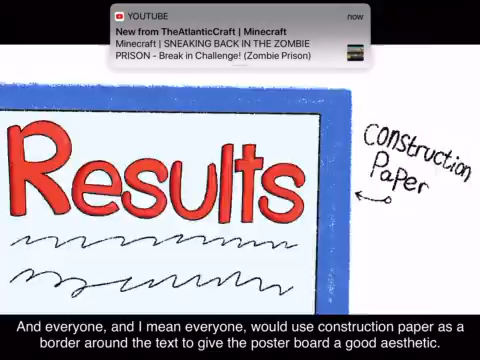 YOUTUBE
now
New from TheAtlanticCraft | Minecraft
Minecraft | SNEAKING BACK IN THE ZOMBIE
PRISON - Break in Challenge! (Zombie Prison)
Results
Construction
Paper
And everyone, and I mean everyone, would use construction paper as a
border around the text to give the poster board a good aesthetic.